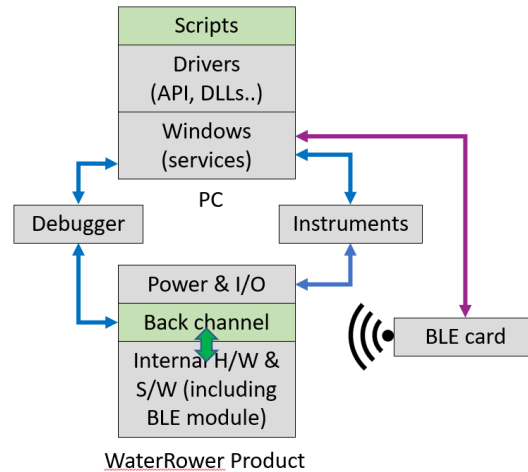 Scripts
Drivers
(API, DLLs..)
Windows
(services)
PC
Debugger
Instruments
Power & I/O
Back channel
Internal H/W &
S/W (including
BLE module)
BLE card
WaterRower Product